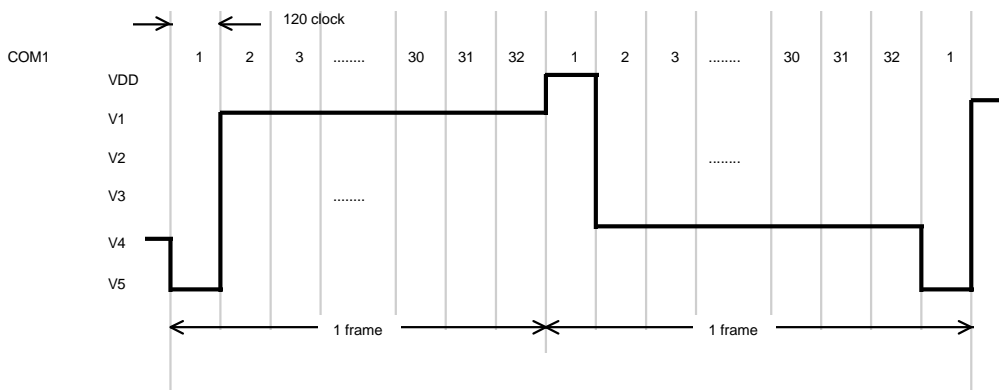 120 clock
COM1 1 2 3 ........ 30 31 32 1 2 3 ........ 30 31 32 1
VDD
V1
V2 ........
V3 ........
V4
V5
1 frame 1 frame